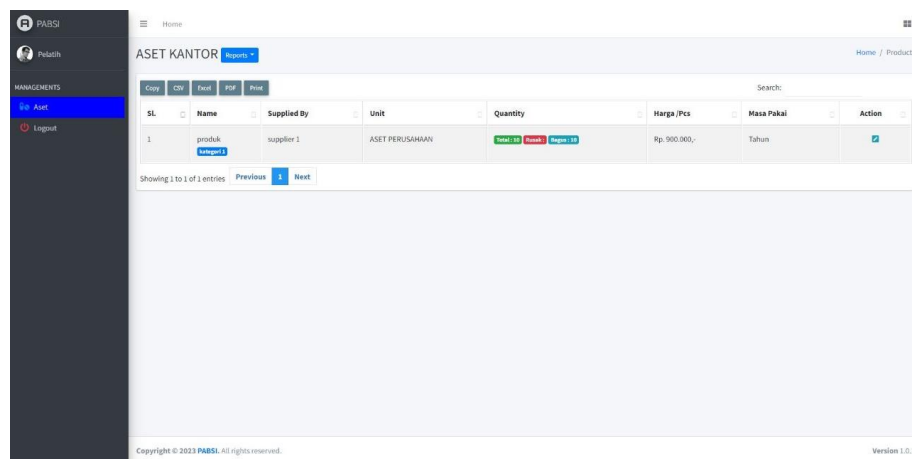 PABSI
Home
Pelatih
ASET KANTOR Reports
Home / Product
MANAGEMENTS
Aset
Logout
Copy CSV Excel PDF Print
Search:
SL Name Supplied By Unit Quantity Harga /Pcs Masa Pakai Action
1 produk supplier 1 ASET PERUSAHAAN Total : 10 Rusak : Bagus : 10 Rp. 900.000,- Tahun
kategori 1
Showing 1 to 1 of 1 entries Previous 1 Next
Copyright © 2023 PABSI. All rights reserved.
Version 1.0.